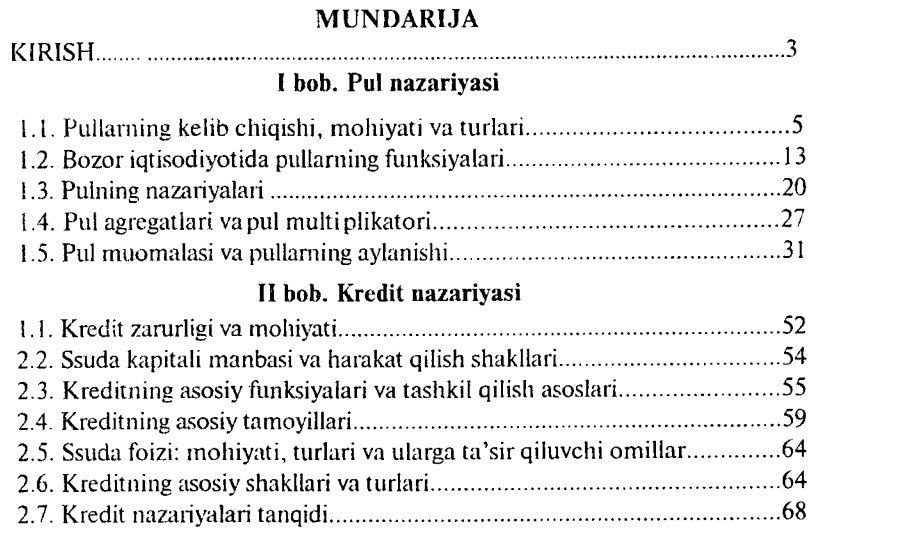 MUNDARIJA
KIRISH........ ..........................................................................................3
I bob. Pul nazariyasi
1.1. Pullarning kelib chiqishi, mohiyati va turlari.....................................5
1.2. Bozor iqtisodiyotida pullarning funksiyalari.......................................13
1.3. Pulning nazariyalari .........................................................................20
1.4. Pul agregatlari va pul multiplikatori..................................................27
1.5. Pul muomalasi va pullarning aylanishi...............................................31
II bob. Kredit nazariyasi
1.1. Kredit zarurligi va mohiyati...............................................................52
2.2. Ssuda kapitali manbasi va harakat qilish shakllari................................54
2.3. Kreditning asosiy funksiyalari va tashkil qilish asoslari.......................55
2.4. Kreditning asosiy tamoyillari.............................................................59
2.5. Ssuda foizi: mohiyati, turlari va ularga ta’sir qiluvchi omillar.............64
2.6. Kreditning asosiy shakllari va turlari..................................................64
2.7. Kredit nazariyalari tanqidi................................................................68